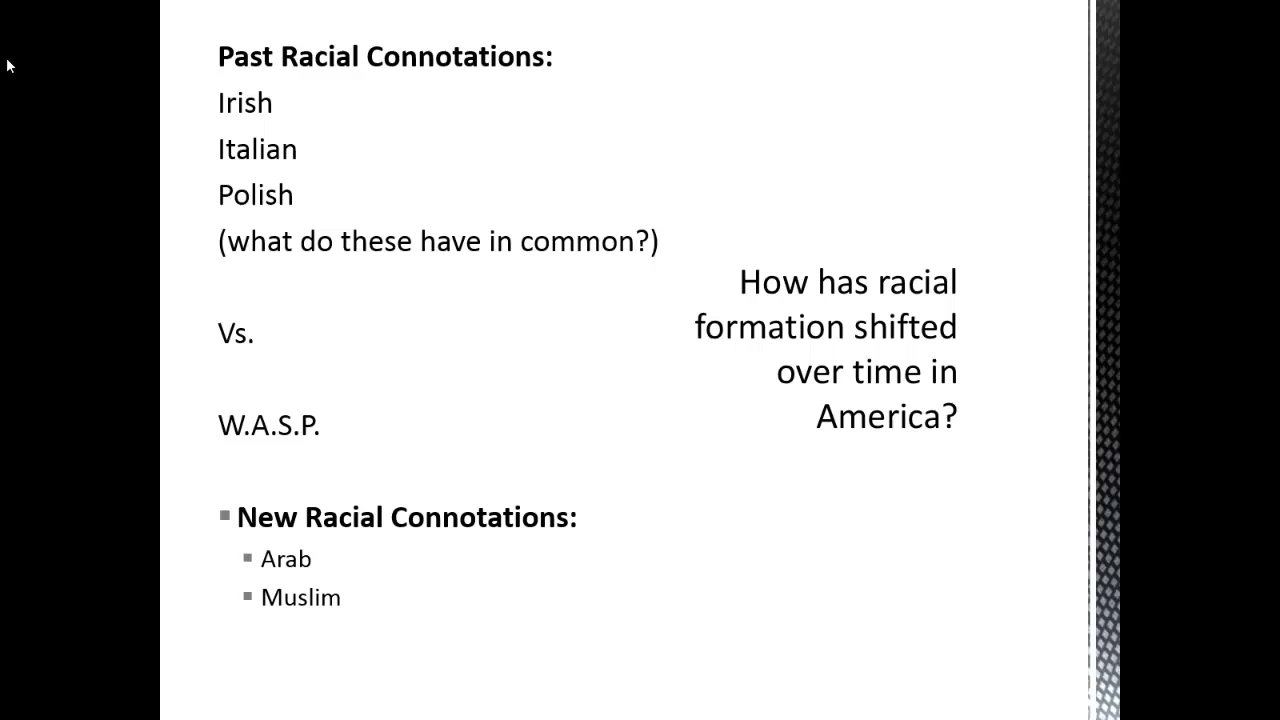 Past Racial Connotations:
Irish
Italian
Polish
(what do these have in common?)
Vs.
W.A.S.P.
New Racial Connotations:
Arab
Muslim
How has racial
formation shifted
over time in
America?